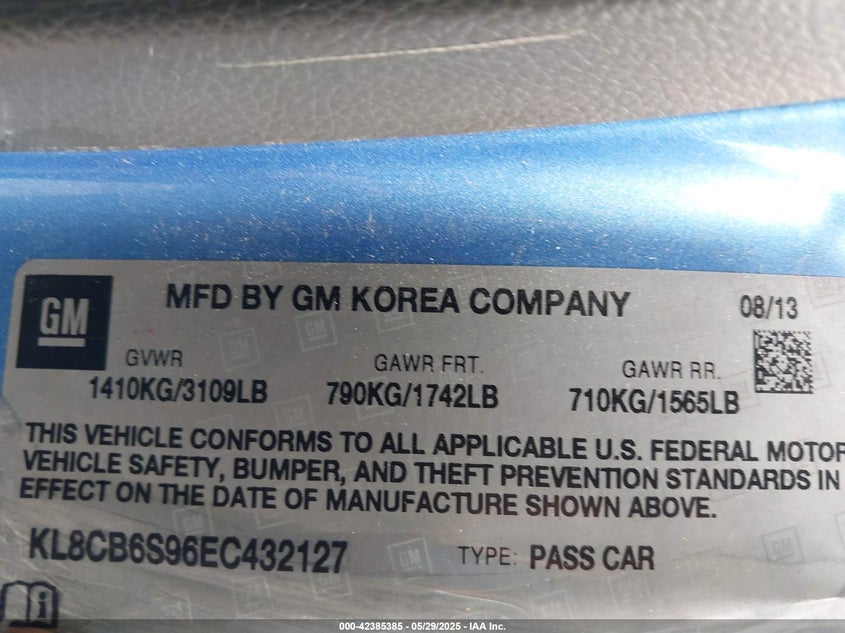 GM
MFD BY GM KOREA COMPANY 08/13
GVWR GAWR FRT. GAWR RR.
1410KG/3109LB 790KG/1742LB 710KG/1565LB
THIS VEHICLE CONFORMS TO ALL APPLICABLE U.S. FEDERAL MOTOR
VEHICLE SAFETY, BUMPER, AND THEFT PREVENTION STANDARDS IN
EFFECT ON THE DATE OF MANUFACTURE SHOWN ABOVE.
KL8CB6S96EC432127 TYPE: PASS CAR
000-42385385 - 05/29/2025 - IAA Inc.